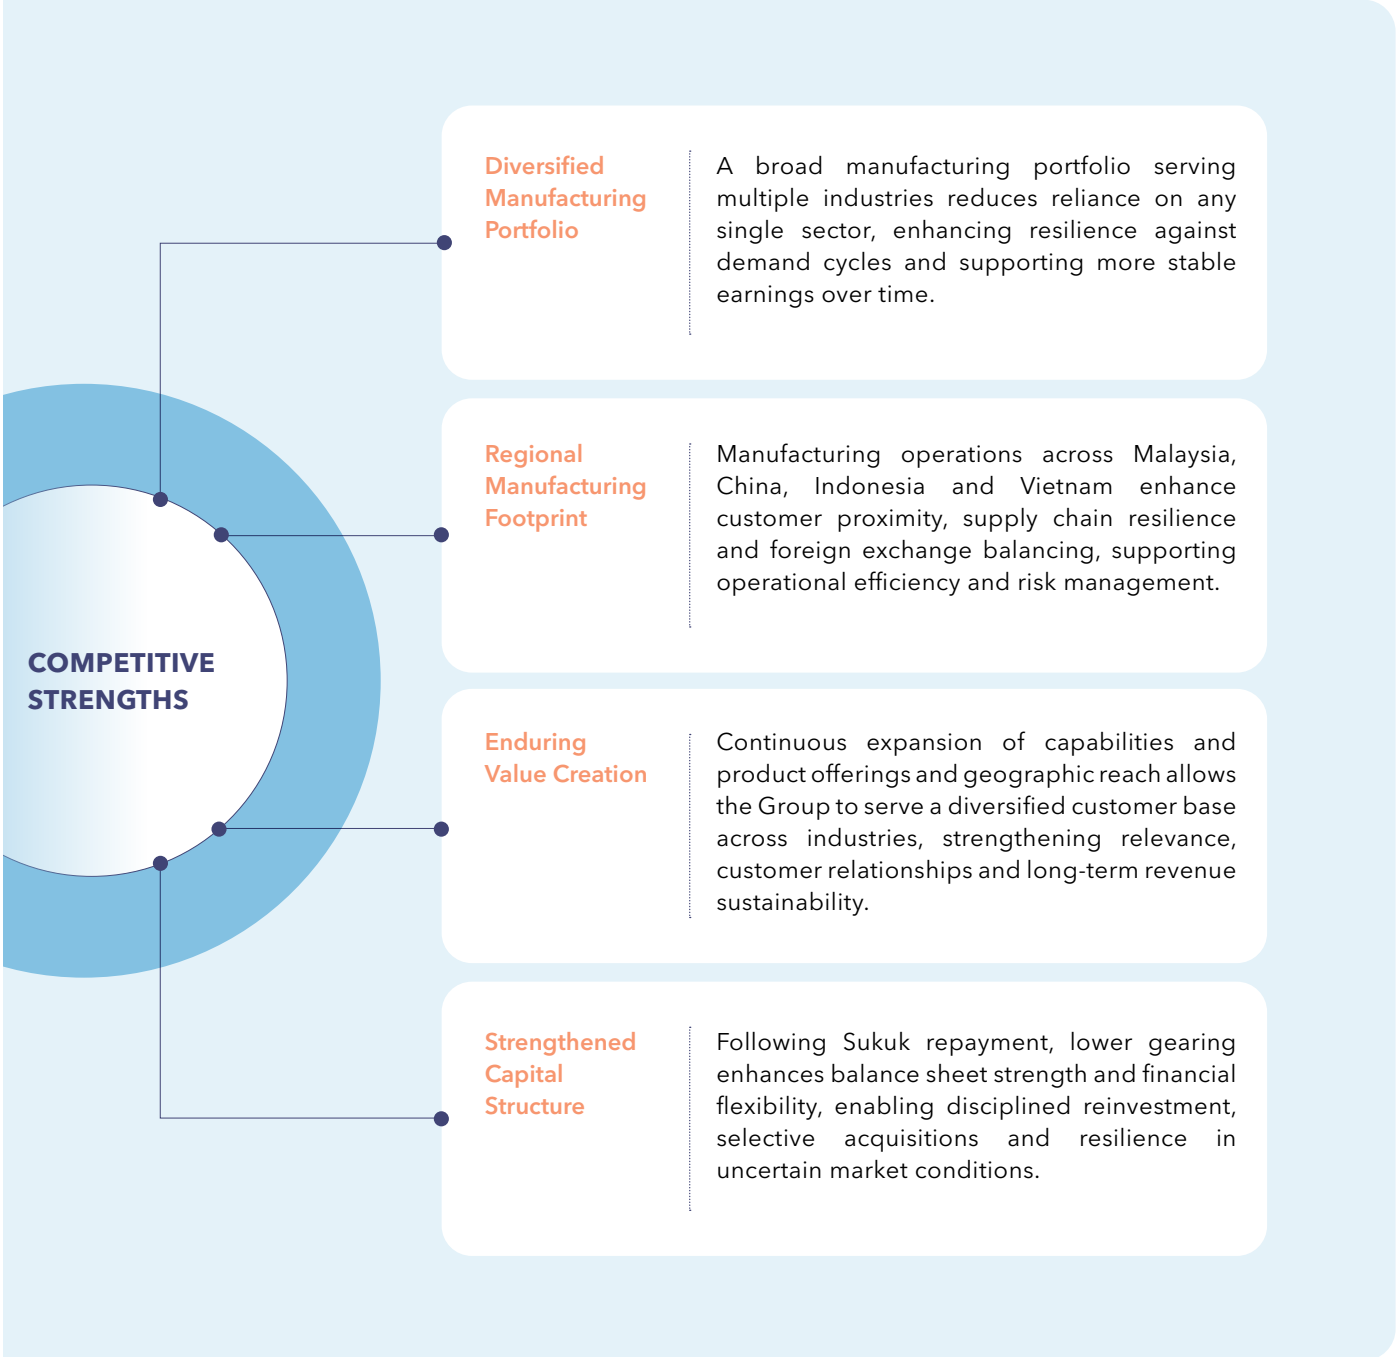 COMPETITIVE
STRENGTHS
Diversified
Manufacturing
Portfolio
A broad manufacturing portfolio serving
multiple industries reduces reliance on any
single sector, enhancing resilience against
demand cycles and supporting more stable
earnings over time.
Regional
Manufacturing
Footprint
Manufacturing operations across Malaysia,
China, Indonesia and Vietnam enhance
customer proximity, supply chain resilience
and foreign exchange balancing, supporting
operational efficiency and risk management.
Enduring
Value Creation
Continuous expansion of capabilities and
product offerings and geographic reach allows
the Group to serve a diversified customer base
across industries, strengthening relevance,
customer relationships and long-term revenue
sustainability.
Strengthened
Capital
Structure
Following Sukuk repayment, lower gearing
enhances balance sheet strength and financial
flexibility, enabling disciplined reinvestment,
selective acquisitions and resilience in
uncertain market conditions.